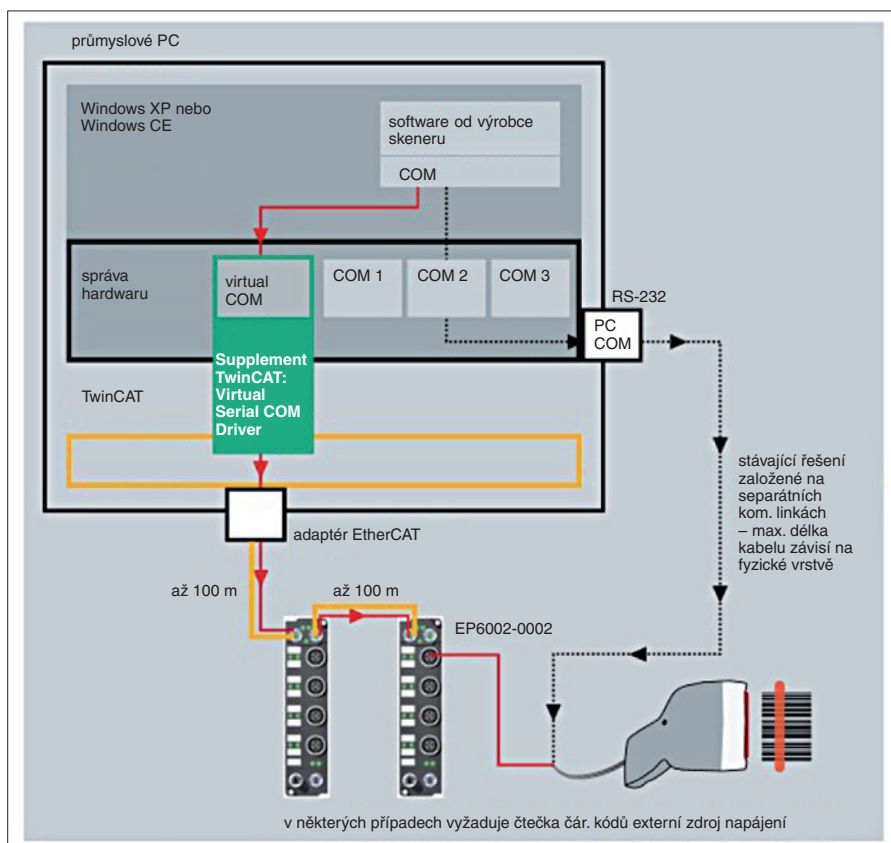 průmyslové PC
Windows XP nebo
Windows CE
software od výrobce
skeneru
COM
správa
hardwaru
virtual
COM
COM 1
COM 2
COM 3
RS-232
PC
COM
Supplement
TwinCAT:
Virtual
Serial COM
Driver
TwinCAT
stávající řešení
založené na
separátních
kom. linkách
– max. délka
kabelu závisí na
fyzické vrstvě
adaptér EtherCAT
až 100 m
až 100 m
EP6002-0002
v některých případech vyžaduje čtečka čár. kódů externí zdroj napájení